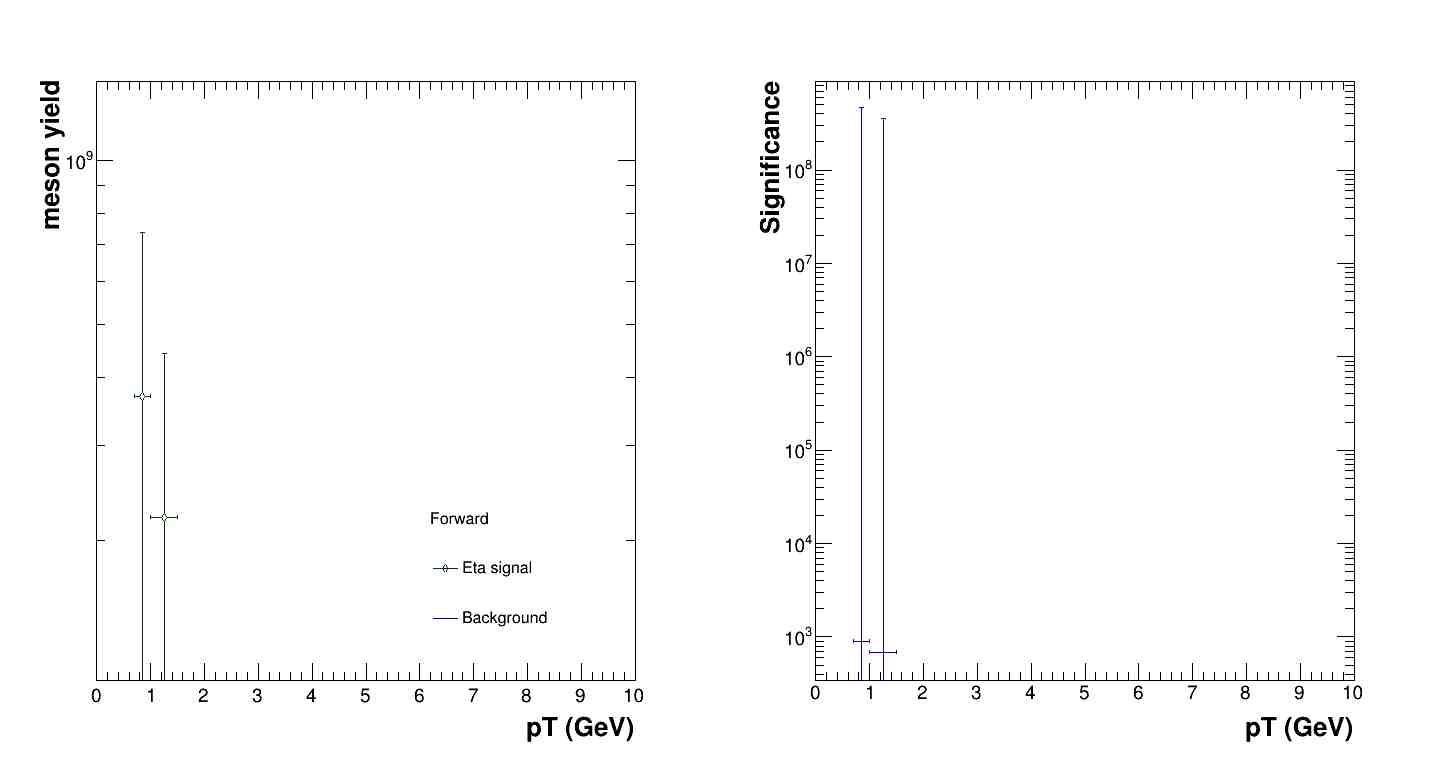 meson yield
10^9
Forward
Eta signal
Background
0 1 2 3 4 5 6 7 8 9 10
pT (GeV)
Significance
10^8
10^7
10^6
10^5
10^4
10^3
0 1 2 3 4 5 6 7 8 9 10
pT (GeV)